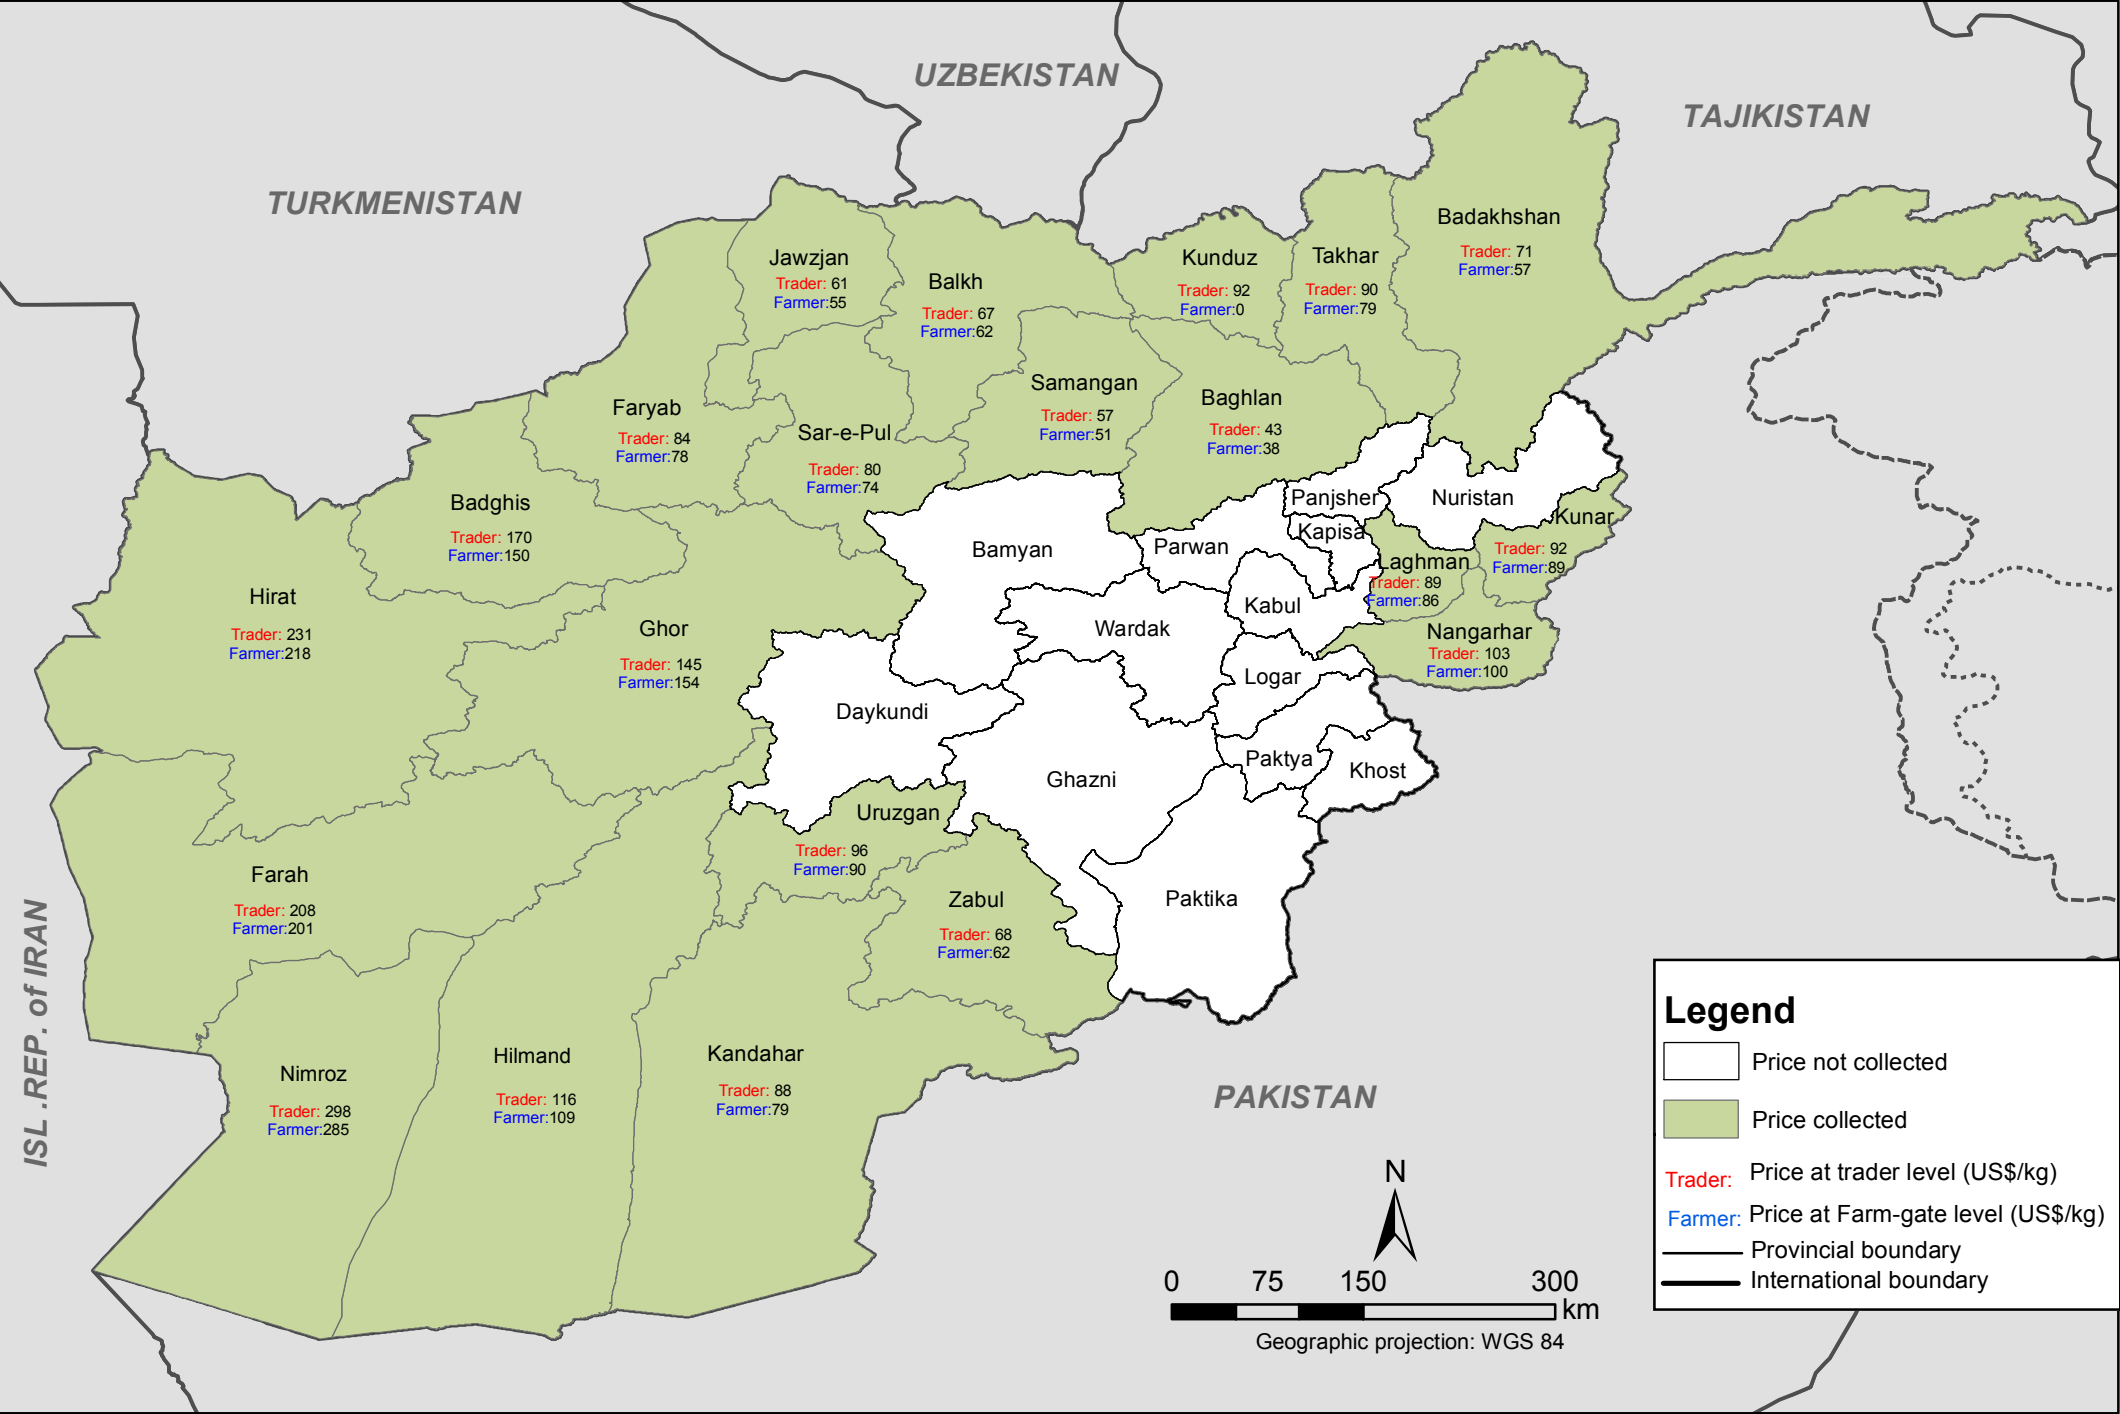 UZBEKISTAN
TAJIKISTAN
TURKMENISTAN
Badakhshan
Trader: 71
Farmer:57
Jawzjan
Trader: 61
Farmer:55
Balkh
Trader: 67
Farmer:62
Kunduz
Trader: 92
Farmer:0
Takhar
Trader: 90
Farmer:79
Faryab
Trader: 84
Farmer:78
Sar-e-Pul
Trader: 80
Farmer:74
Samangan
Trader: 57
Farmer:51
Baghlan
Trader: 43
Farmer:38
Badghis
Trader: 170
Farmer:150
Panjsher
Nuristan
Kunar
Trader: 92
Farmer:89
Kapisa
Parwan
Bamyan
Laghman
Trader: 89
Farmer:86
Hirat
Trader: 231
Farmer:218
Ghor
Trader: 145
Farmer:154
Wardak
Kabul
Nangarhar
Trader: 103
Farmer:100
Logar
Daykundi
Ghazni
Paktya
Khost
Uruzgan
Trader: 96
Farmer:90
Farah
Trader: 208
Farmer:201
Zabul
Trader: 68
Farmer:62
Paktika
ISL .REP. of IRAN
Nimroz
Trader: 298
Farmer:285
Hilmand
Trader: 116
Farmer:109
Kandahar
Trader: 88
Farmer:79
PAKISTAN
N
0 75 150 300
km
Geographic projection: WGS 84
Legend
Price not collected
Price collected
Trader: Price at trader level (US$/kg)
Farmer: Price at Farm-gate level (US$/kg)
Provincial boundary
International boundary